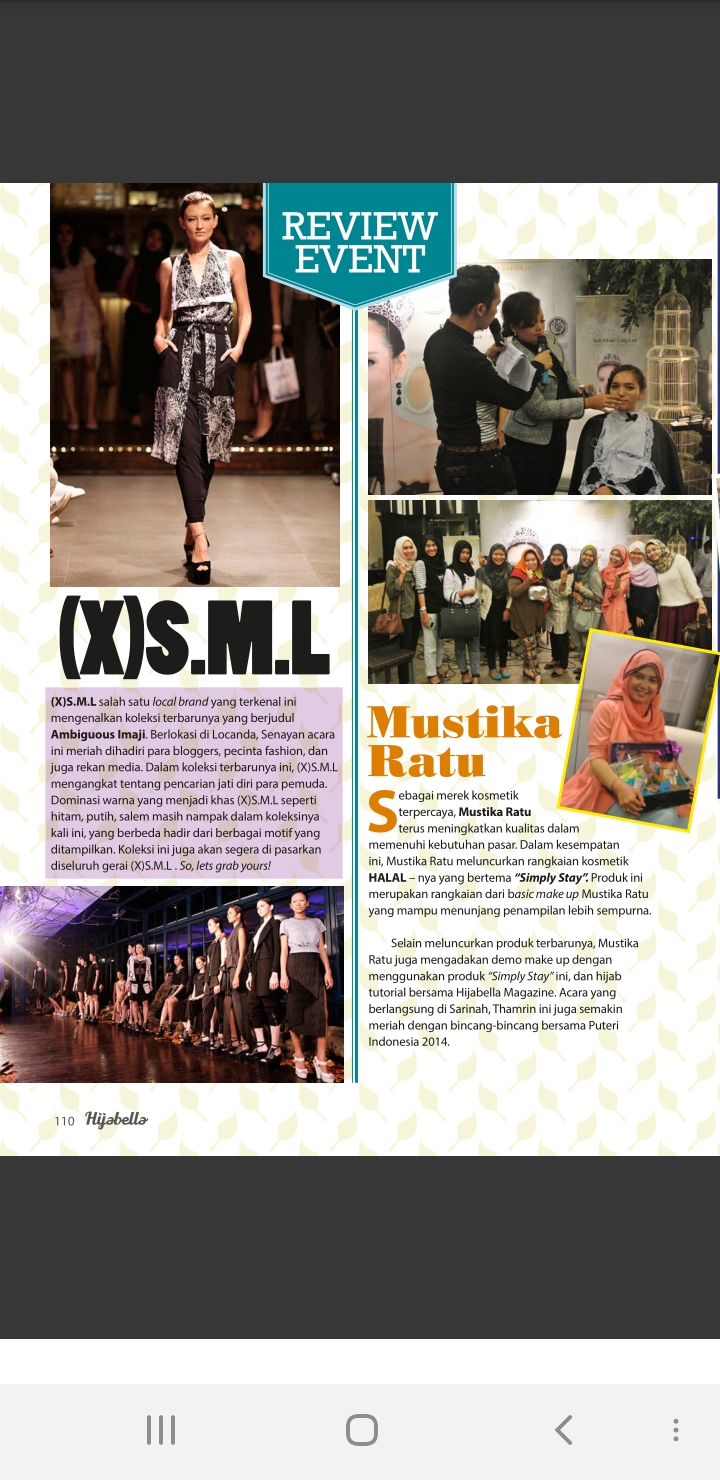 REVIEW
EVENT
(X)S.M.L
(X)S.M.L salah satu local brand yang terkenal ini
mengenalkan koleksi terbarunya yang berjudul
Ambiguous Imaji. Berlokasi di Locanda, Senayan acara
ini meriah dihadiri para bloggers, pecinta fashion, dan
juga rekan media. Dalam koleksi terbarunya ini, (X)S.M.L
mengangkat tentang pencarian jati diri para pemuda.
Dominasi warna yang menjadi khas (X)S.M.L seperti
hitam, putih, salem masih nampak dalam koleksinya
kali ini, yang berbeda hadir dari berbagai motif yang
ditampilkan. Koleksi ini juga akan segera di pasarkan
diseluruh gerai (X)S.M.L . So, lets grab yours!
Mustika
Ratu
Sebagai merek kosmetik
terpercaya, Mustika Ratu
terus meningkatkan kualitas dalam
memenuhi kebutuhan pasar. Dalam kesempatan
ini, Mustika Ratu meluncurkan rangkaian kosmetik
HALAL – nya yang bertema “Simply Stay”. Produk ini
merupakan rangkaian dari basic make up Mustika Ratu
yang mampu menunjang penampilan lebih sempurna.
Selain meluncurkan produk terbarunya, Mustika
Ratu juga mengadakan demo make up dengan
menggunakan produk “Simply Stay” ini, dan hijab
tutorial bersama Hijabella Magazine. Acara yang
berlangsung di Sarinah, Thamrin ini juga semakin
meriah dengan bincang-bincang bersama Puteri
Indonesia 2014.
110 Hijabella